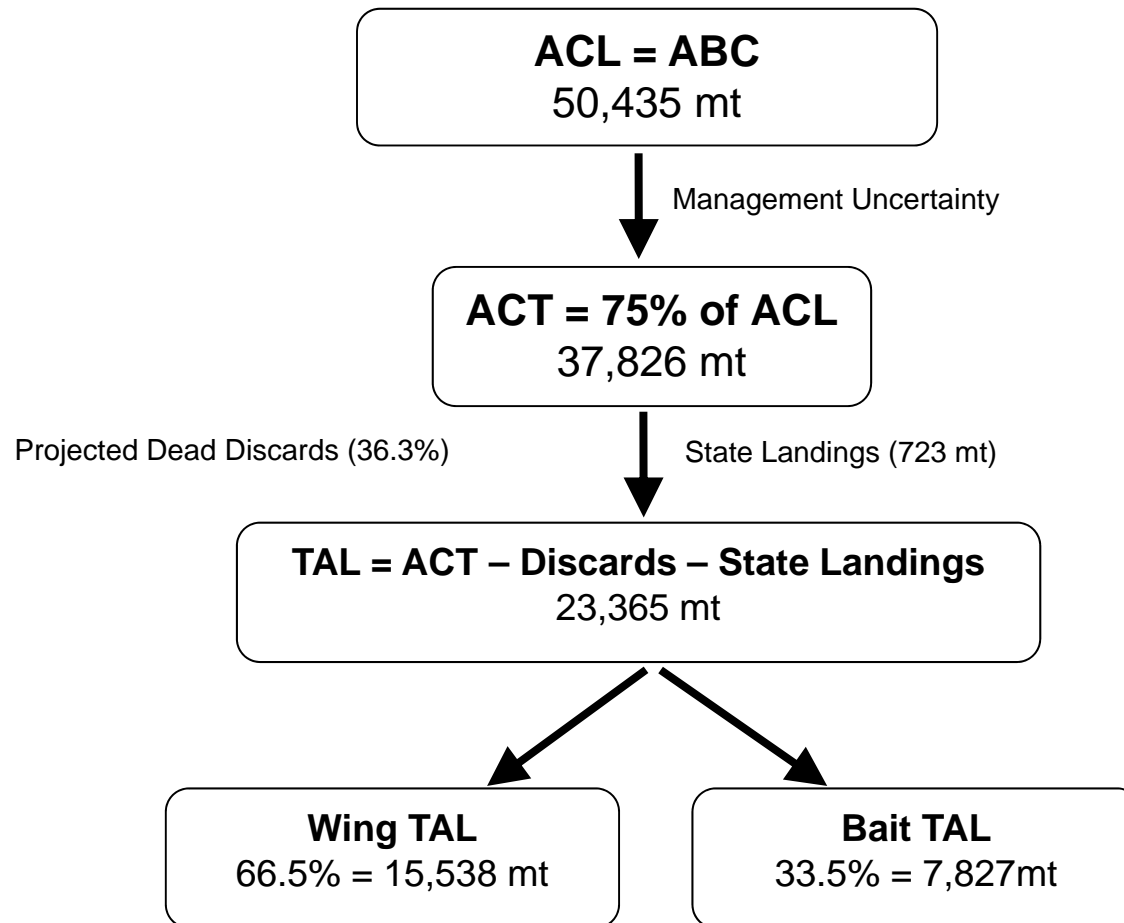 ACL = ABC
50,435 mt
Management Uncertainty
ACT = 75% of ACL
37,826 mt
Projected Dead Discards (36.3%)
State Landings (723 mt)
TAL = ACT – Discards – State Landings
23,365 mt
Wing TAL
66.5% = 15,538 mt
Bait TAL
33.5% = 7,827mt